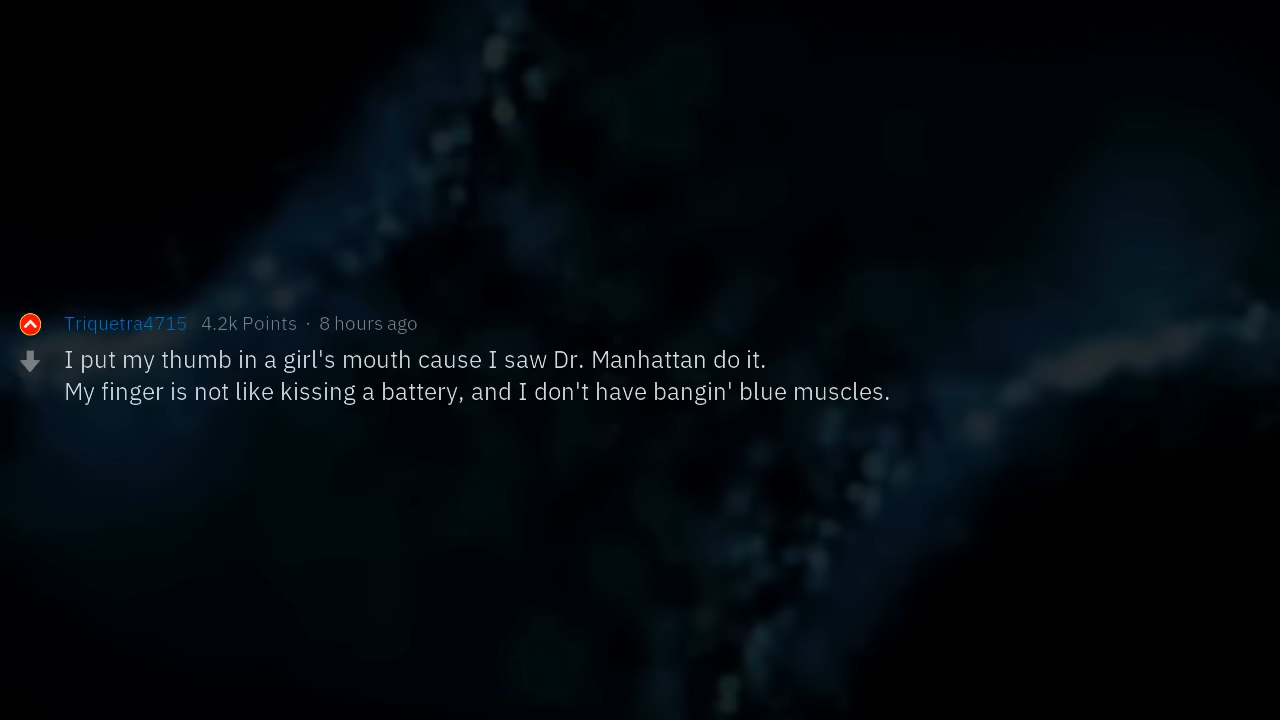 Triquetra4715 4.2k Points · 8 hours ago
I put my thumb in a girl's mouth cause I saw Dr. Manhattan do it.
My finger is not like kissing a battery, and I don't have bangin' blue muscles.